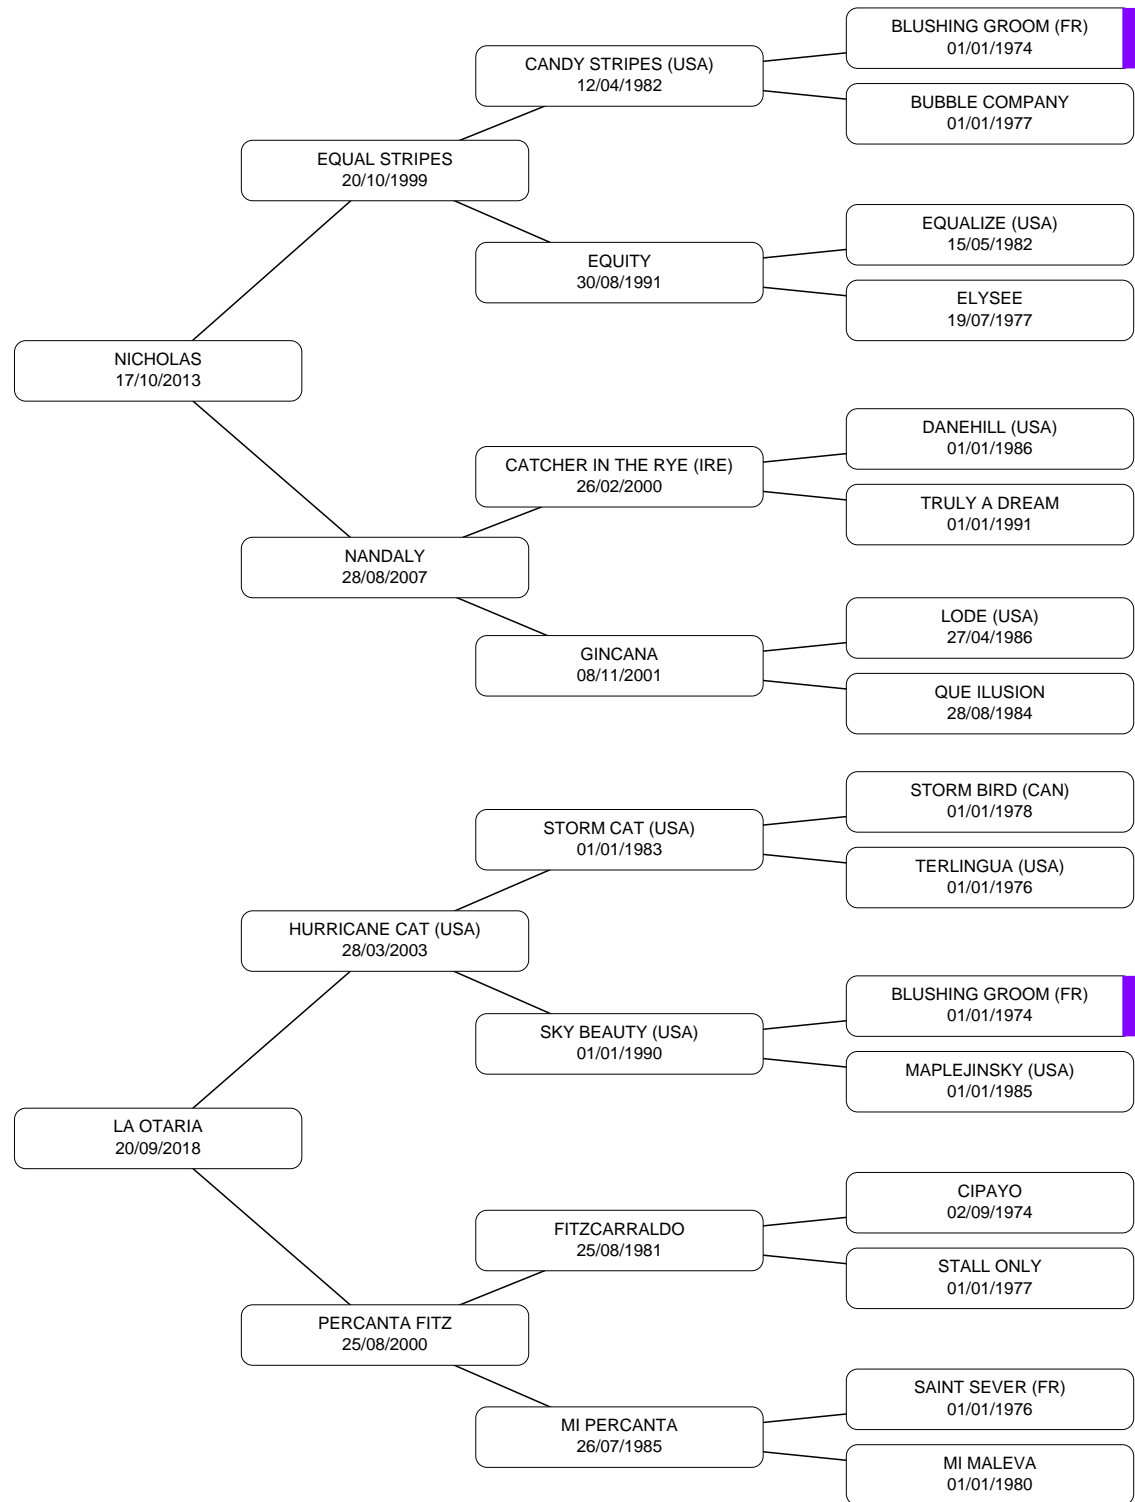 BLUSHING GROOM (FR)
01/01/1974
CANDY STRIPES (USA)
12/04/1982
BUBBLE COMPANY
01/01/1977
EQUAL STRIPES
20/10/1999
EQUALIZE (USA)
15/05/1982
EQUITY
30/08/1991
ELYSEE
19/07/1977
NICHOLAS
17/10/2013
DANEHILL (USA)
01/01/1986
CATCHER IN THE RYE (IRE)
26/02/2000
TRULY A DREAM
01/01/1991
NANDALY
28/08/2007
LODE (USA)
27/04/1986
GINCANA
08/11/2001
QUE ILUSION
28/08/1984
STORM BIRD (CAN)
01/01/1978
STORM CAT (USA)
01/01/1983
TERLINGUA (USA)
01/01/1976
HURRICANE CAT (USA)
28/03/2003
BLUSHING GROOM (FR)
01/01/1974
SKY BEAUTY (USA)
01/01/1990
MAPLEJINSKY (USA)
01/01/1985
LA OTARIA
20/09/2018
CIPAYO
02/09/1974
FITZCARRALDO
25/08/1981
STALL ONLY
01/01/1977
PERCANTA FITZ
25/08/2000
SAINT SEVER (FR)
01/01/1976
MI PERCANTA
26/07/1985
MI MALEVA
01/01/1980